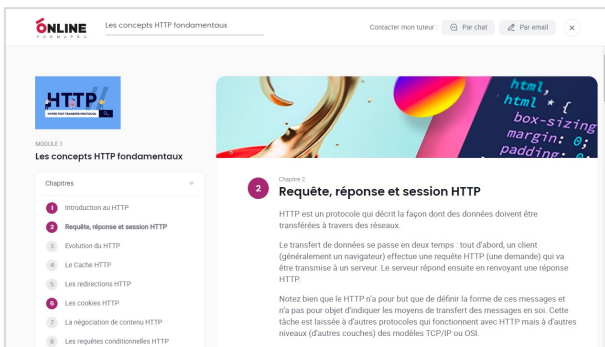 ONLINE
FORMAPRO
Les concepts HTTP fondamentaux
Contacter mon tuteur :
Par chat
Par email
HTTP
HYPER TEXT TRANSFER PROTOCOL
html,
html * {
box-sizing
margin: 0;
padding: 0;
MODULE 1
Les concepts HTTP fondamentaux
Chapitres
1 Introduction au HTTP
2 Requête, réponse et session HTTP
3 Evolution du HTTP
4 Le Cache HTTP
5 Les redirections HTTP
6 Les cookies HTTP
7 La négociation de contenu HTTP
8 Les requêtes conditionnelles HTTP
2
Chapitre 2
Requête, réponse et session HTTP
HTTP est un protocole qui décrit la façon dont des données doivent être
transférées à travers des réseaux.
Le transfert de données se passe en deux temps : tout d'abord, un client
(généralement un navigateur) effectue une requête HTTP (une demande) qui va
être transmise à un serveur. Le serveur répond ensuite en renvoyant une réponse
HTTP.
Notez bien que le HTTP n'a pour but que de définir la forme de ces messages et
n'a pas pour objet d'indiquer les moyens de transfert des messages en soi. Cette
tâche est laissée à d'autres protocoles qui fonctionnent avec HTTP mais à d'autres
niveaux (d'autres couches) des modèles TCP/IP ou OSI.